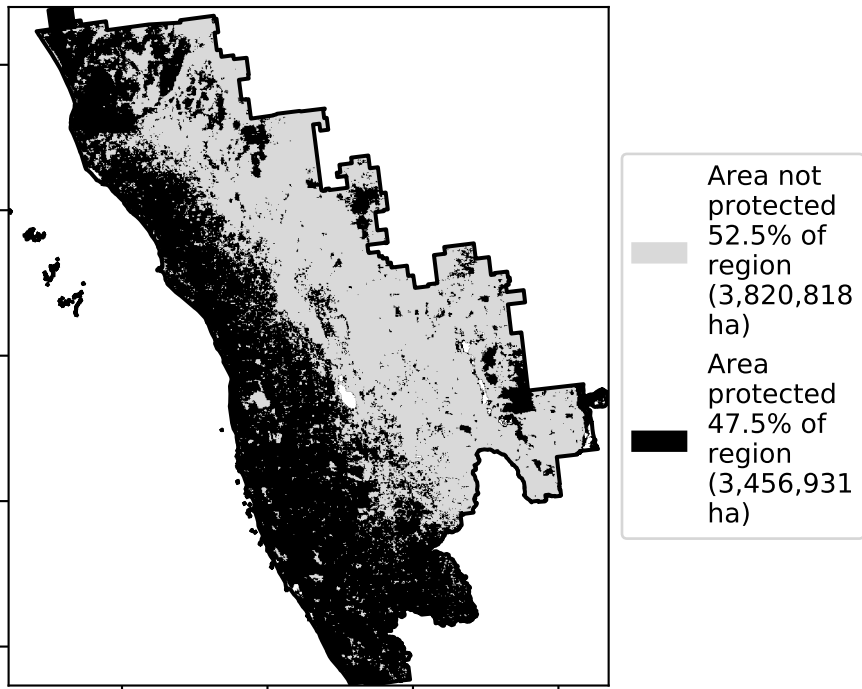 Area not
protected
52.5% of
region
(3,820,818
ha)
Area
protected
47.5% of
region
(3,456,931
ha)